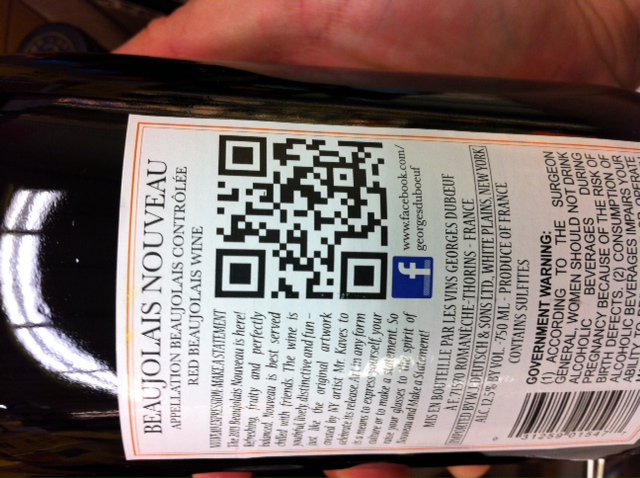 BEAUJOLAIS NOUVEAU
APPELLATION BEAUJOLAIS CONTRÔLÉE
RED BEAUJOLAIS WINE
MAKE A STATEMENT
The 2011 Beaujolais Nouveau is here!
Refreshing, fruity and perfectly
balanced, Nouveau is best served
chilled with friends. The wine is
youthful, lively, distinctive and fun -
just like the original artwork
created by NY artist Mr. Kaves to
celebrate its release. Art in any form
is a means to express yourself, your
culture or to make a statement. So
raise your glasses to the spirit of
Nouveau and Make a Statement!
f www.facebook.com/
georgesduboeuf
MIS EN BOUTEILLE PAR LES VINS GEORGES DUBŒUF
À F 71570 ROMANÈCHE-THORINS - FRANCE
IMPORTED BY W.J. DEUTSCH & SONS LTD., WHITE PLAINS, NEW YORK
ALC. 12.5% BY VOL. - 750 ML - PRODUCE OF FRANCE
CONTAINS SULFITES
GOVERNMENT WARNING:
(1) ACCORDING TO THE SURGEON
GENERAL, WOMEN SHOULD NOT DRINK
ALCOHOLIC BEVERAGES DURING
PREGNANCY BECAUSE OF THE RISK OF
BIRTH DEFECTS. (2) CONSUMPTION OF
ALCOHOLIC BEVERAGES IMPAIRS YOUR
31259 0154